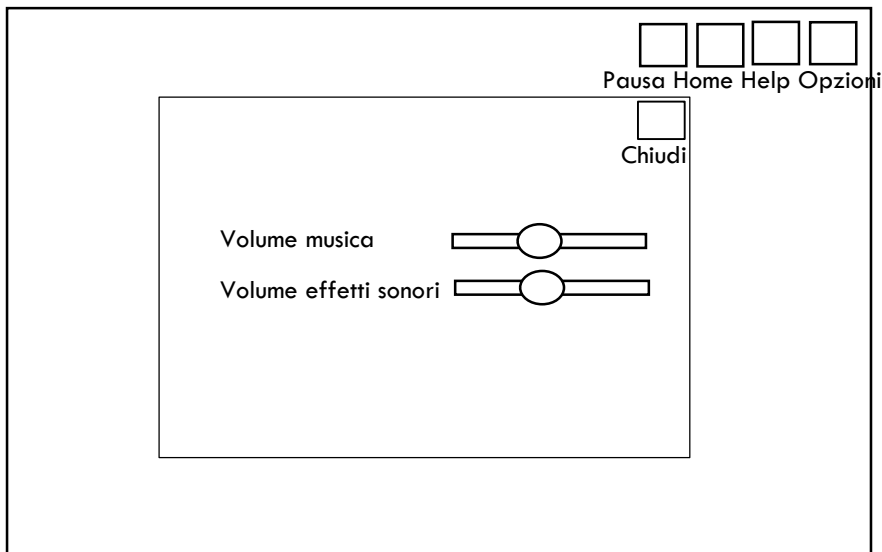 Pausa Home Help Opzioni
Chiudi
Volume musica
Volume effetti sonori